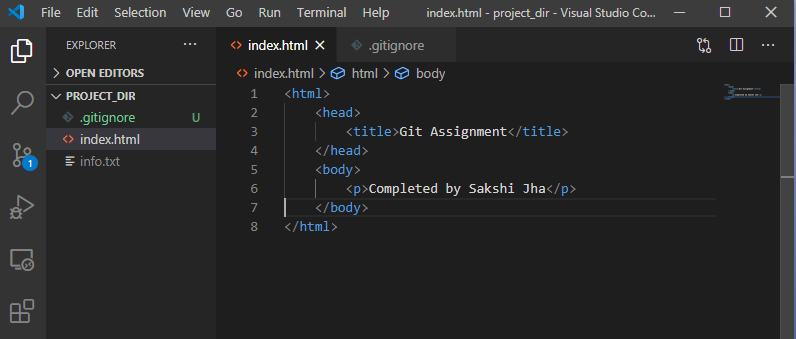 File Edit Selection View Go Run Terminal Help index.html - project_dir - Visual Studio Co...
EXPLORER ...
index.html .gitignore ...
OPEN EDITORS
index.html > html > body
PROJECT_DIR
.gitignore U
index.html
info.txt
1
1 <html>
2 <head>
3 <title>Git Assignment</title>
4 </head>
5 <body>
6 <p>Completed by Sakshi Jha</p>
7 </body>
8 </html>